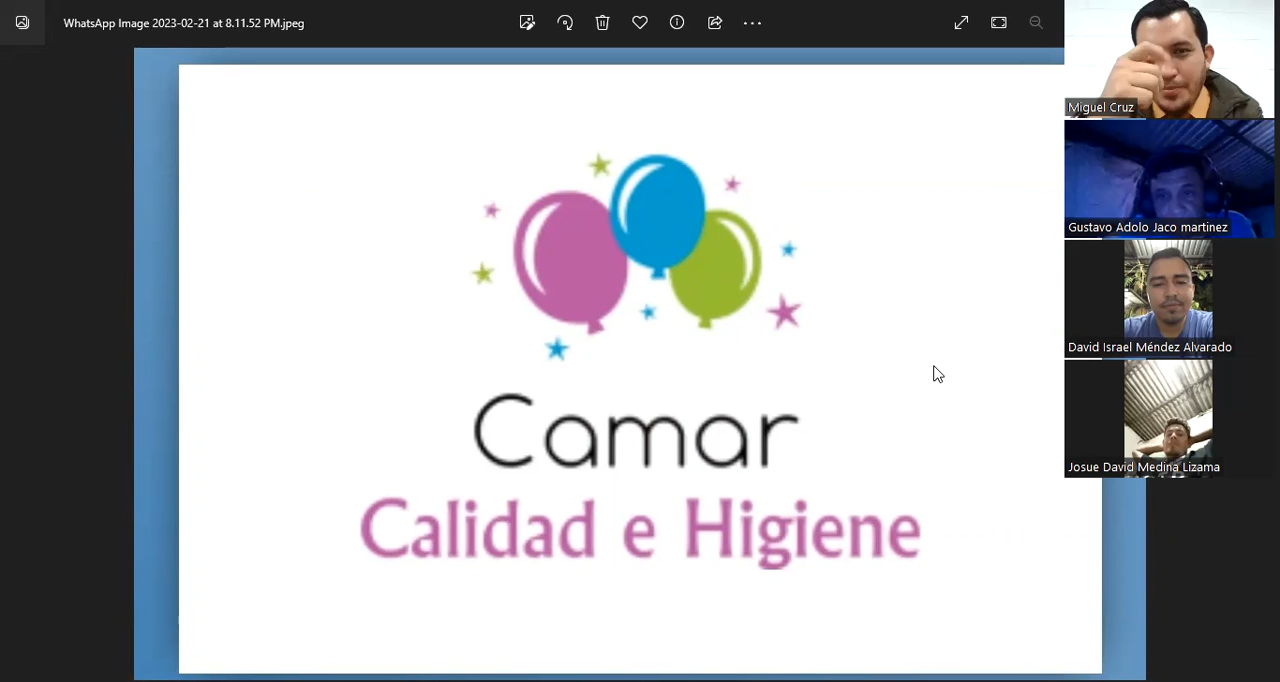 WhatsApp Image 2023-02-21 at 8.11.52 PM.jpeg
Miguel Cruz
Gustavo Adolo Jaco martinez
David Israel Méndez Alvarado
Josue David Medina Lizama
Camar
Calidad e Higiene